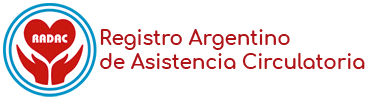 RADAC
Registro Argentino
de Asistencia Circulatoria